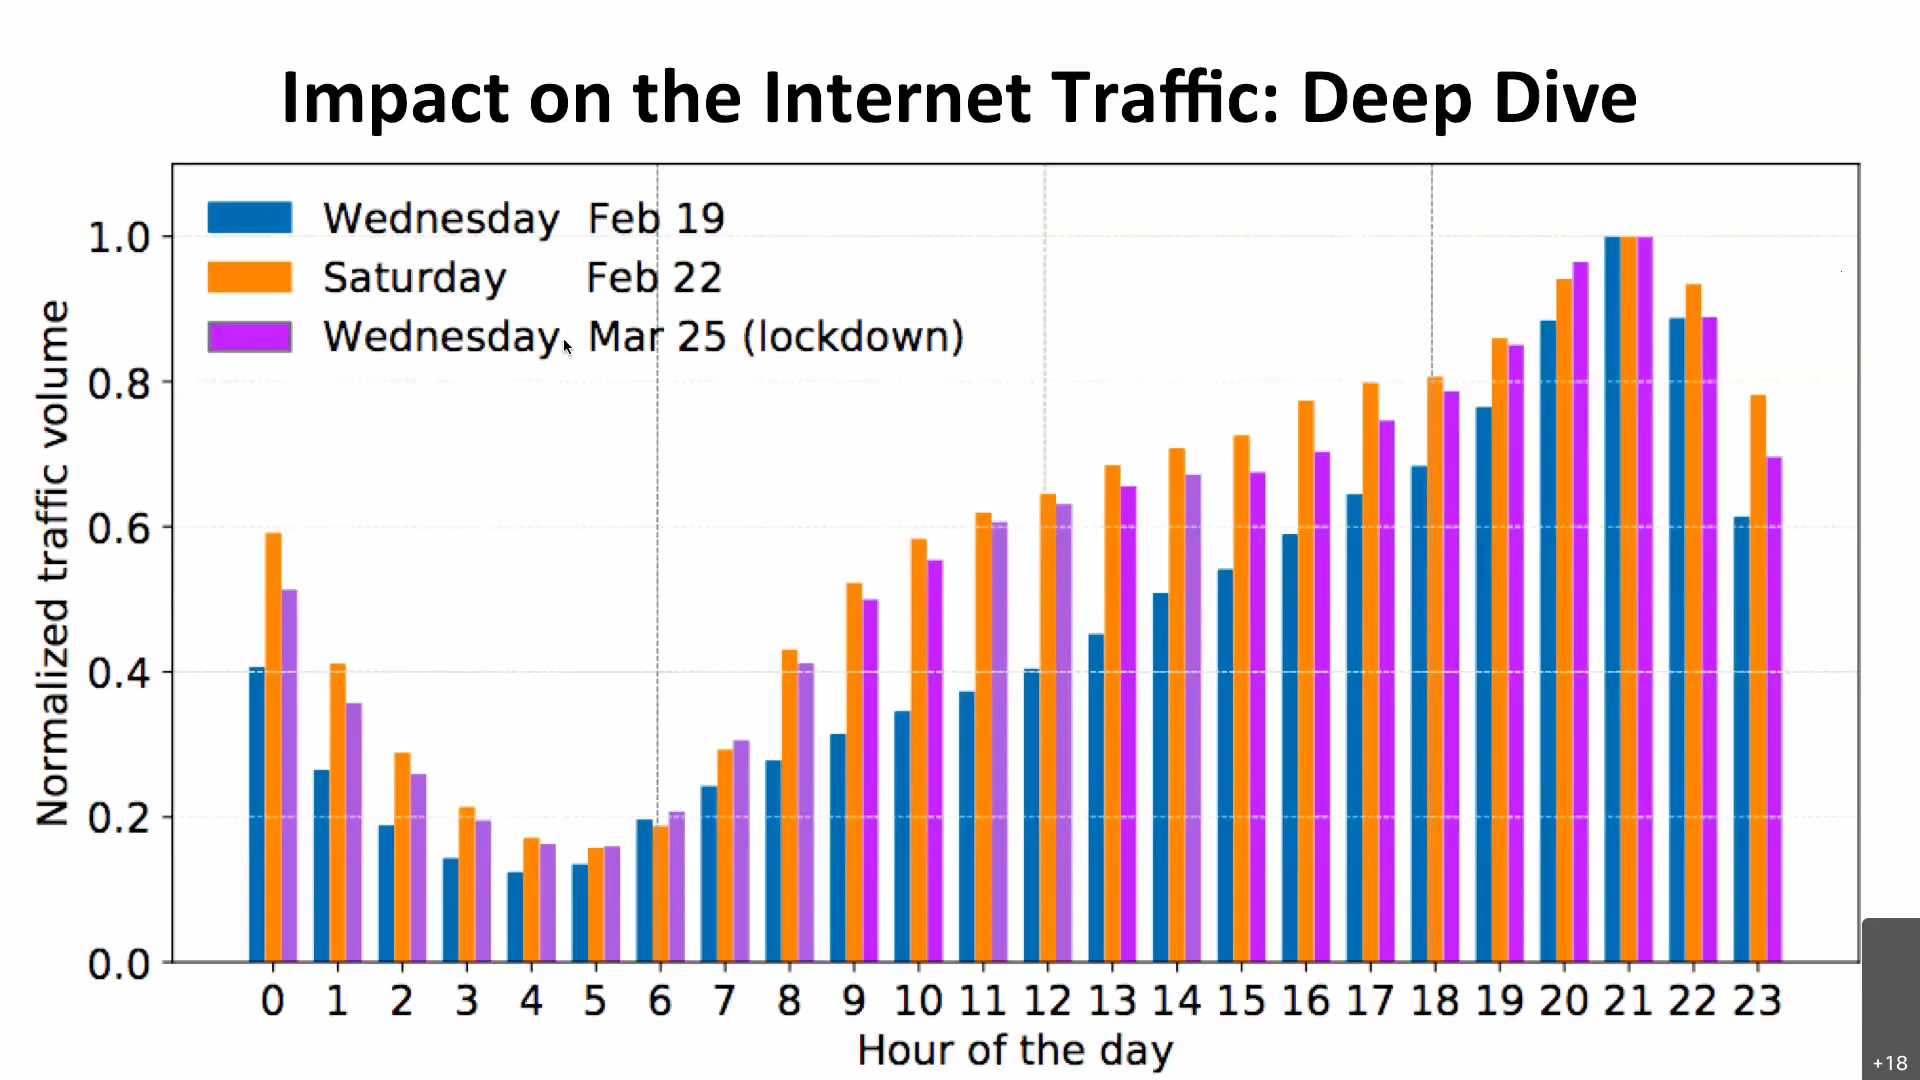 Impact on the Internet Traffic: Deep Dive
Wednesday Feb 19
Saturday Feb 22
Wednesday Mar 25 (lockdown)
Normalized traffic volume
1.0
0.8
0.6
0.4
0.2
0.0
0 1 2 3 4 5 6 7 8 9 10 11 12 13 14 15 16 17 18 19 20 21 22 23
Hour of the day
+18